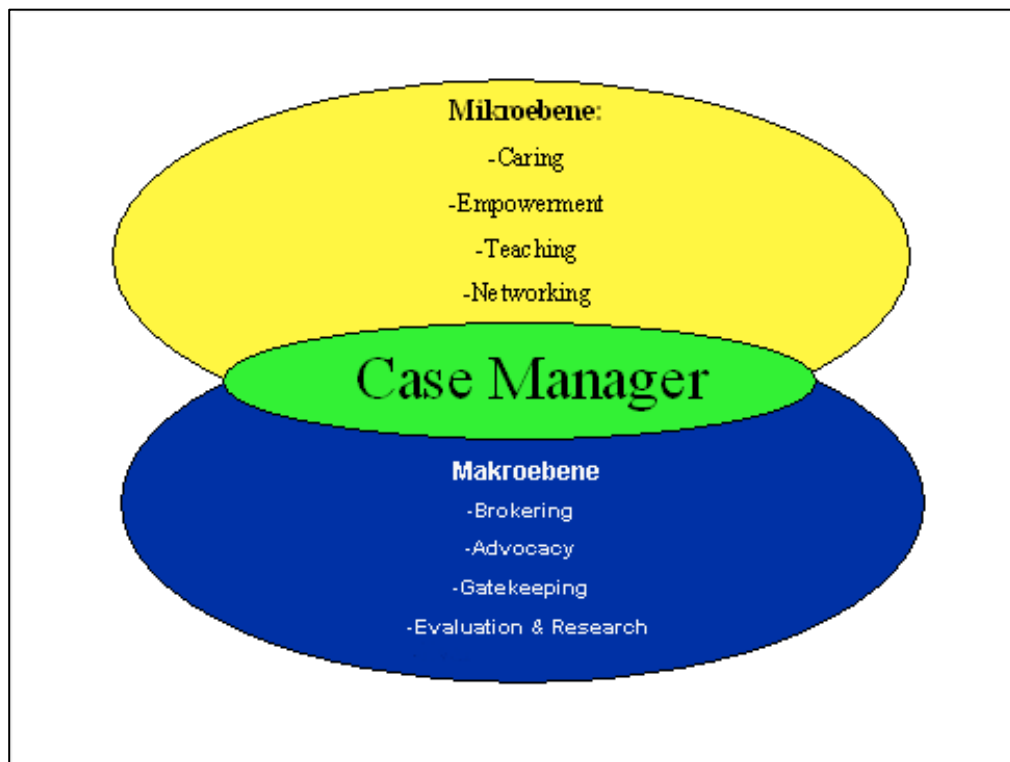 Mikroebene:
-Caring
-Empowerment
-Teaching
-Networking
Case Manager
Makroebene
-Brokering
-Advocacy
-Gatekeeping
-Evaluation & Research